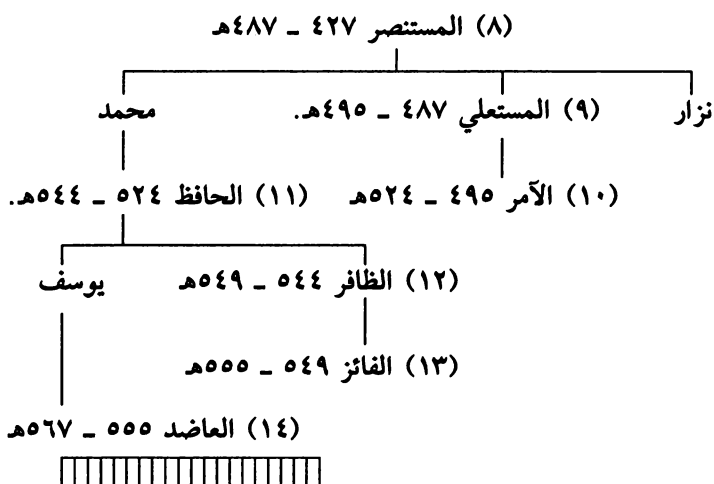 (٨) المستنصر ٤٢٧ ـ ٤٨٧هـ
نزار (٩) المستعلي ٤٨٧ ـ ٤٩٥هـ. محمد
(١٠) الآمر ٤٩٥ ـ ٥٢٤هـ (١١) الحافظ ٥٢٤ ـ ٥٤٤هـ.
(١٢) الظافر ٥٤٤ ـ ٥٤٩هـ يوسف
(١٣) الفائز ٥٤٩ ـ ٥٥٥هـ
(١٤) العاضد ٥٥٥ ـ ٥٦٧هـ